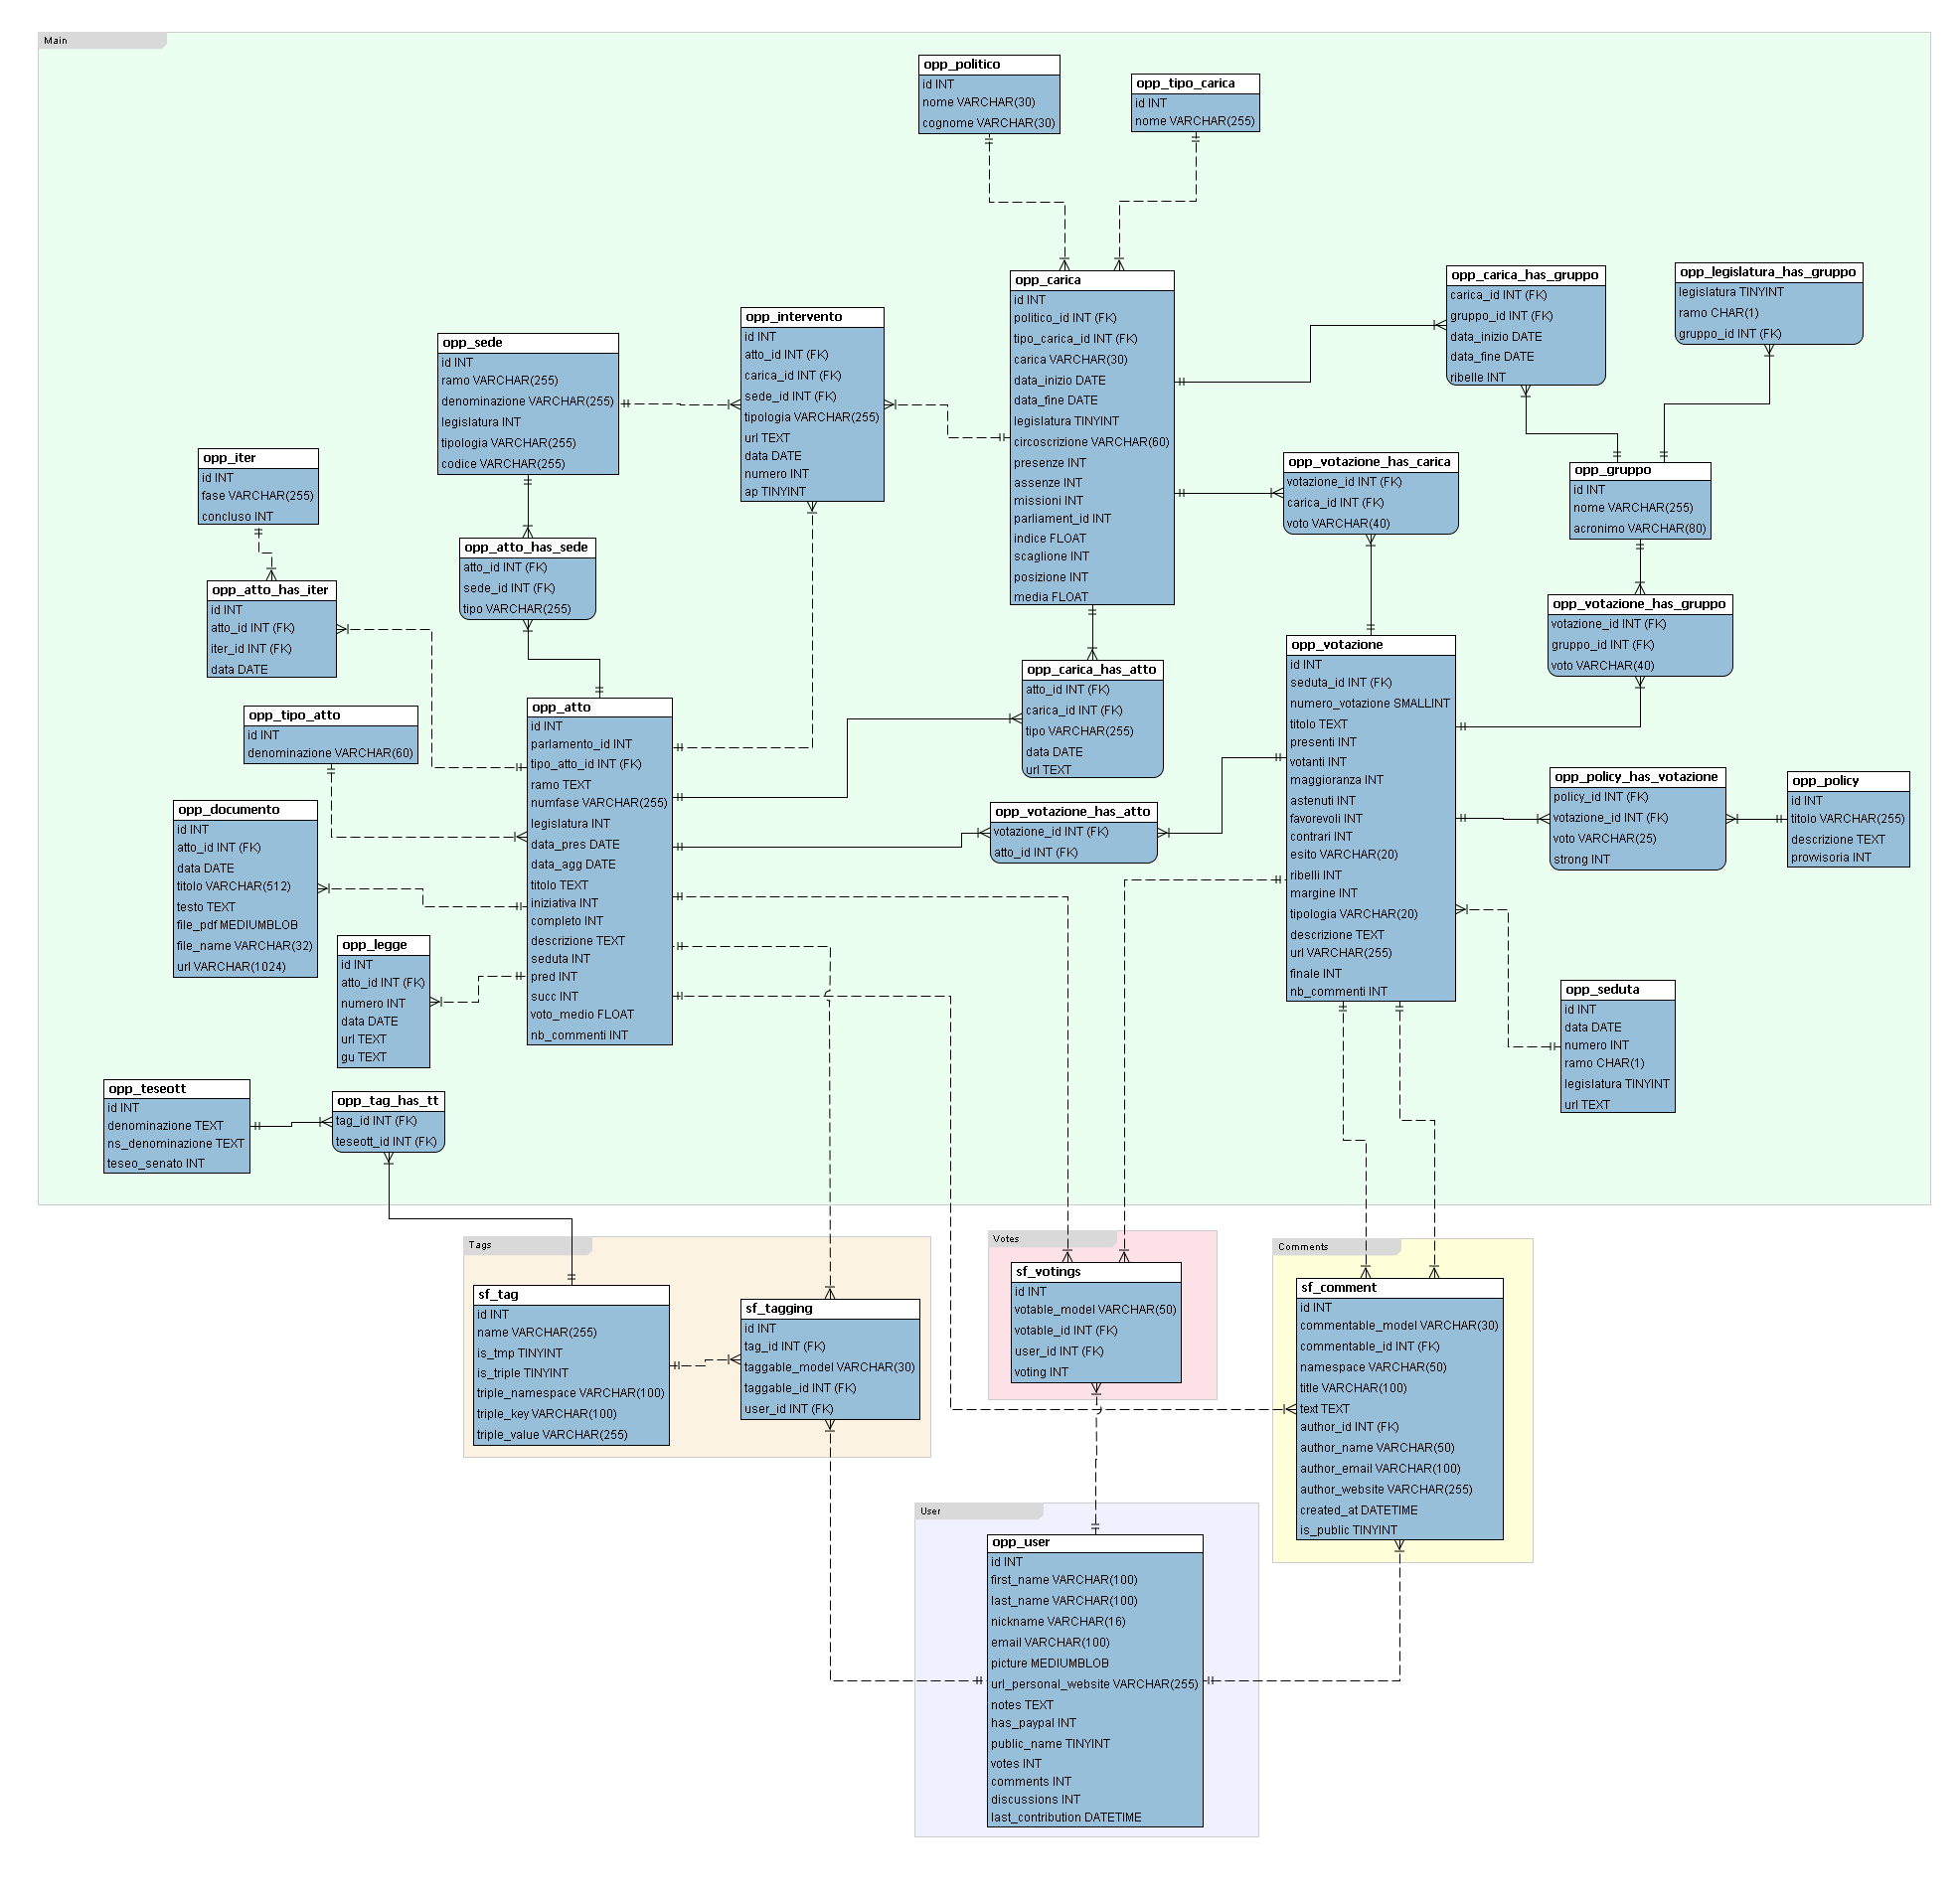 Main
opp_politico
id INT
nome VARCHAR(30)
cognome VARCHAR(30)
opp_tipo_carica
id INT
nome VARCHAR(255)
opp_carica
id INT
politico_id INT (FK)
tipo_carica_id INT (FK)
carica VARCHAR(30)
data_inizio DATE
data_fine DATE
legislatura TINYINT
circoscrizione VARCHAR(60)
presenze INT
assenze INT
missioni INT
parliament_id INT
indice FLOAT
scaglione INT
posizione INT
media FLOAT
opp_carica_has_gruppo
carica_id INT (FK)
gruppo_id INT (FK)
data_inizio DATE
data_fine DATE
ribelle INT
opp_legislatura_has_gruppo
legislatura TINYINT
ramo CHAR(1)
gruppo_id INT (FK)
opp_intervento
id INT
atto_id INT (FK)
carica_id INT (FK)
sede_id INT (FK)
tipologia VARCHAR(255)
url TEXT
data DATE
numero INT
ap TINYINT
opp_sede
id INT
ramo VARCHAR(255)
denominazione VARCHAR(255)
legislatura INT
tipologia VARCHAR(255)
codice VARCHAR(255)
opp_iter
id INT
fase VARCHAR(255)
concluso INT
opp_votazione_has_carica
votazione_id INT (FK)
carica_id INT (FK)
voto VARCHAR(40)
opp_gruppo
id INT
nome VARCHAR(255)
acronimo VARCHAR(80)
opp_atto_has_sede
atto_id INT (FK)
sede_id INT (FK)
tipo VARCHAR(255)
opp_atto_has_iter
id INT
atto_id INT (FK)
iter_id INT (FK)
data DATE
opp_votazione_has_gruppo
votazione_id INT (FK)
gruppo_id INT (FK)
voto VARCHAR(40)
opp_votazione
id INT
seduta_id INT (FK)
numero_votazione SMALLINT
titolo TEXT
presenti INT
votanti INT
maggioranza INT
astenuti INT
favorevoli INT
contrari INT
esito VARCHAR(20)
ribelli INT
margine INT
tipologia VARCHAR(20)
descrizione TEXT
url VARCHAR(255)
finale INT
nb_commenti INT
opp_carica_has_atto
atto_id INT (FK)
carica_id INT (FK)
tipo VARCHAR(255)
data DATE
url TEXT
opp_atto
id INT
parlamento_id INT
tipo_atto_id INT (FK)
ramo TEXT
numfase VARCHAR(255)
legislatura INT
data_pres DATE
data_agg DATE
titolo TEXT
iniziativa INT
completo INT
descrizione TEXT
seduta INT
pred INT
succ INT
voto_medio FLOAT
nb_commenti INT
opp_tipo_atto
id INT
denominazione VARCHAR(60)
opp_documento
id INT
atto_id INT (FK)
data DATE
titolo VARCHAR(512)
testo TEXT
file_pdf MEDIUMBLOB
file_name VARCHAR(32)
url VARCHAR(1024)
opp_votazione_has_atto
votazione_id INT (FK)
atto_id INT (FK)
opp_policy_has_votazione
policy_id INT (FK)
votazione_id INT (FK)
voto VARCHAR(25)
strong INT
opp_policy
id INT
titolo VARCHAR(255)
descrizione TEXT
provvisoria INT
opp_legge
id INT
atto_id INT (FK)
numero INT
data DATE
url TEXT
gu TEXT
opp_seduta
id INT
data DATE
numero INT
ramo CHAR(1)
legislatura TINYINT
url TEXT
opp_teseott
id INT
denominazione TEXT
ns_denominazione TEXT
teseo_senato INT
opp_tag_has_tt
tag_id INT (FK)
teseott_id INT (FK)
Tags
sf_tag
id INT
name VARCHAR(255)
is_tmp TINYINT
is_triple TINYINT
triple_namespace VARCHAR(100)
triple_key VARCHAR(100)
triple_value VARCHAR(255)
sf_tagging
id INT
tag_id INT (FK)
taggable_model VARCHAR(30)
taggable_id INT (FK)
user_id INT (FK)
Votes
sf_votings
id INT
votable_model VARCHAR(50)
votable_id INT (FK)
user_id INT (FK)
voting INT
Comments
sf_comment
id INT
commentable_model VARCHAR(30)
commentable_id INT (FK)
namespace VARCHAR(50)
title VARCHAR(100)
text TEXT
author_id INT (FK)
author_name VARCHAR(50)
author_email VARCHAR(100)
author_website VARCHAR(255)
created_at DATETIME
is_public TINYINT
User
opp_user
id INT
first_name VARCHAR(100)
last_name VARCHAR(100)
nickname VARCHAR(16)
email VARCHAR(100)
picture MEDIUMBLOB
url_personal_website VARCHAR(255)
notes TEXT
has_paypal INT
public_name TINYINT
votes INT
comments INT
discussions INT
last_contribution DATETIME